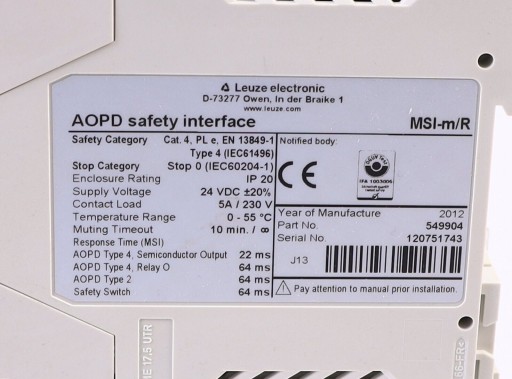 Leuze electronic
D-73277 Owen, In der Braike 1
www.leuze.com
AOPD safety interface MSI-m/R
Safety Category Cat. 4, PL e, EN 13849-1
Type 4 (IEC61496)
Stop Category Stop 0 (IEC60204-1)
Enclosure Rating IP 20
Supply Voltage 24 VDC ±20%
Contact Load 5A / 230 V
Temperature Range 0 - 55 °C
Muting Timeout 10 min. / ∞
Response Time (MSI)
AOPD Type 4, Semiconductor Output 22 ms
AOPD Type 4, Relay O 64 ms
AOPD Type 2 64 ms
Safety Switch 64 ms
Notified body:
CE
Year of Manufacture 2012
Part No. 549904
Serial No. 120751743
J13
Pay attention to manual prior installation.
ME 17.5 UTR